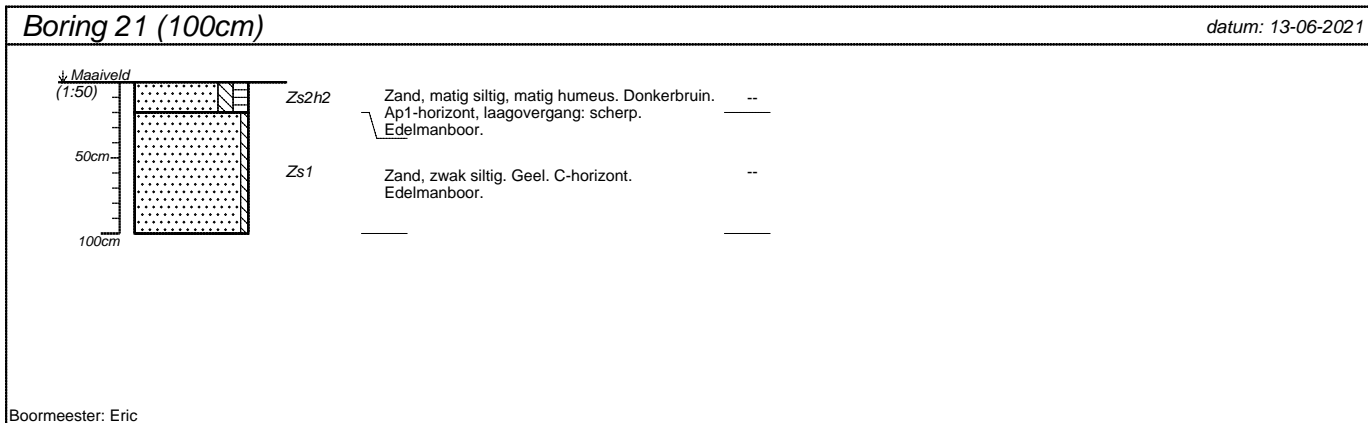 Boring 21 (100cm)
datum: 13-06-2021
Maaiveld
(1:50)
Zs2h2
Zand, matig siltig, matig humeus. Donkerbruin.
Ap1-horizont, laagovergang: scherp.
Edelmanboor.
--
50cm
Zs1
Zand, zwak siltig. Geel. C-horizont.
Edelmanboor.
--
100cm
Boormeester: Eric